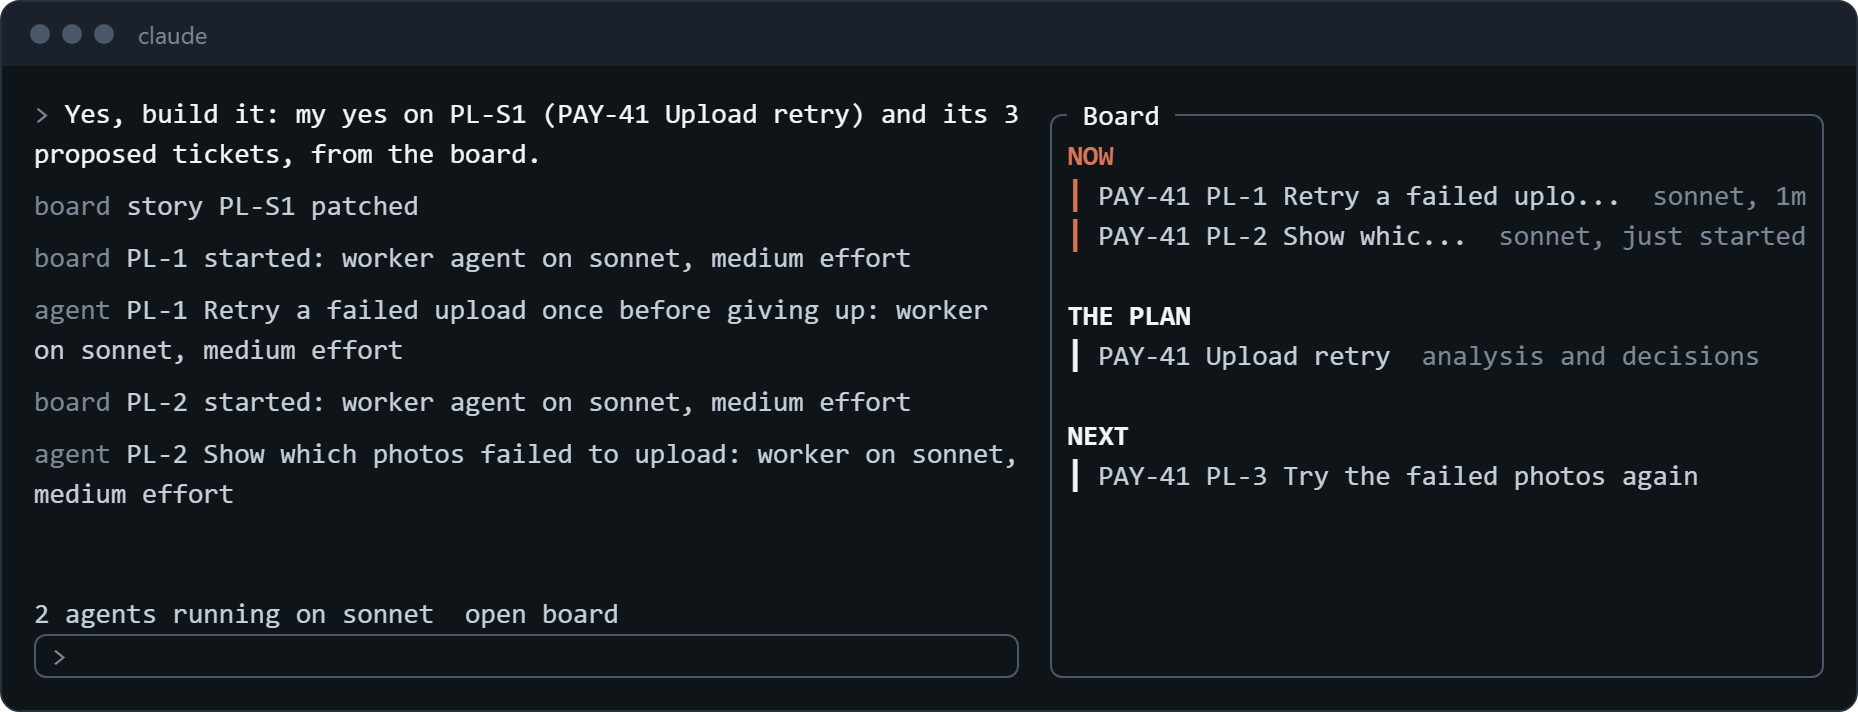 claude
> Yes, build it: my yes on PL-S1 (PAY-41 Upload retry) and its 3
proposed tickets, from the board.
board story PL-S1 patched
board PL-1 started: worker agent on sonnet, medium effort
agent PL-1 Retry a failed upload once before giving up: worker
on sonnet, medium effort
board PL-2 started: worker agent on sonnet, medium effort
agent PL-2 Show which photos failed to upload: worker on sonnet,
medium effort
2 agents running on sonnet  open board
>
Board
NOW
PAY-41 PL-1 Retry a failed uplo...  sonnet, 1m
PAY-41 PL-2 Show whic...  sonnet, just started
THE PLAN
PAY-41 Upload retry  analysis and decisions
NEXT
PAY-41 PL-3 Try the failed photos again